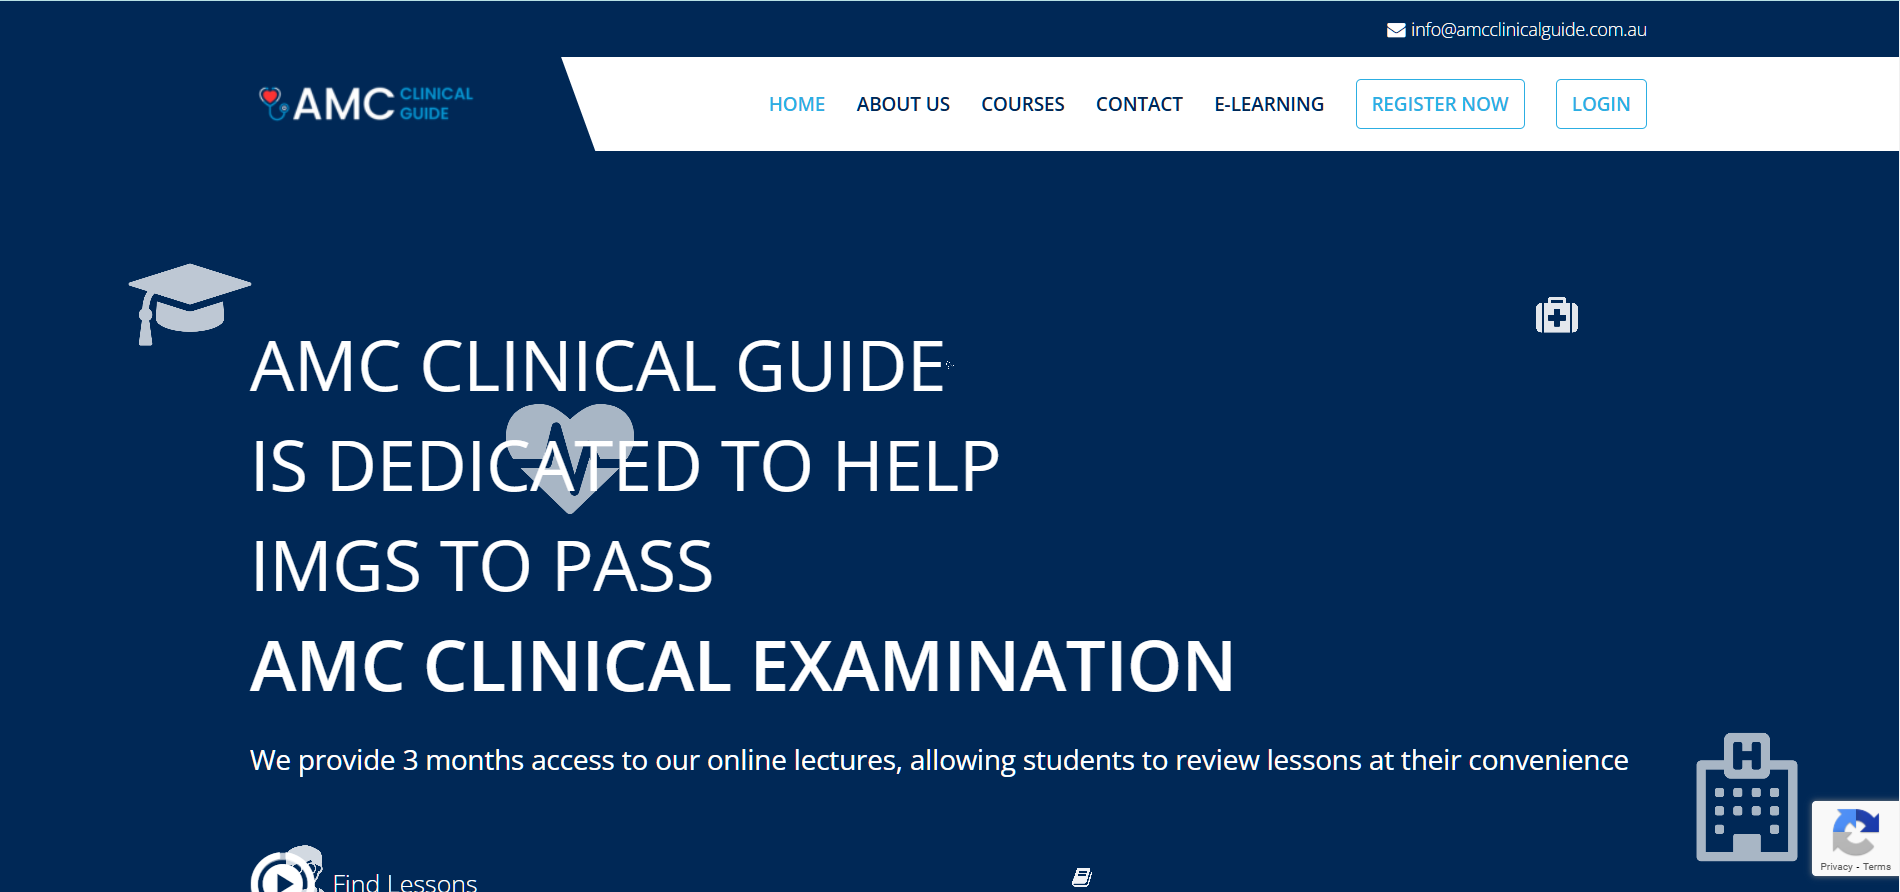 info@amcclinicalguide.com.au
AMC CLINICAL GUIDE
HOME ABOUT US COURSES CONTACT E-LEARNING REGISTER NOW LOGIN
AMC CLINICAL GUIDE
IS DEDICATED TO HELP
IMGS TO PASS
AMC CLINICAL EXAMINATION
We provide 3 months access to our online lectures, allowing students to review lessons at their convenience
H
Find Lessons
Privacy - Terms